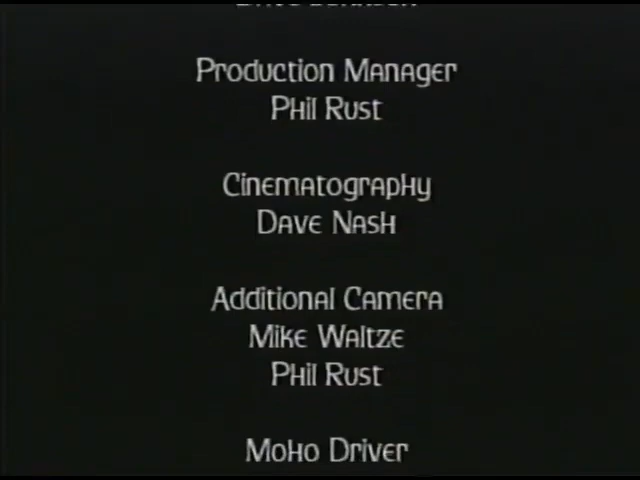 Production Manager
Phil Rust
Cinematography
Dave Nash
Additional Camera
Mike Waltze
Phil Rust
Moho Driver